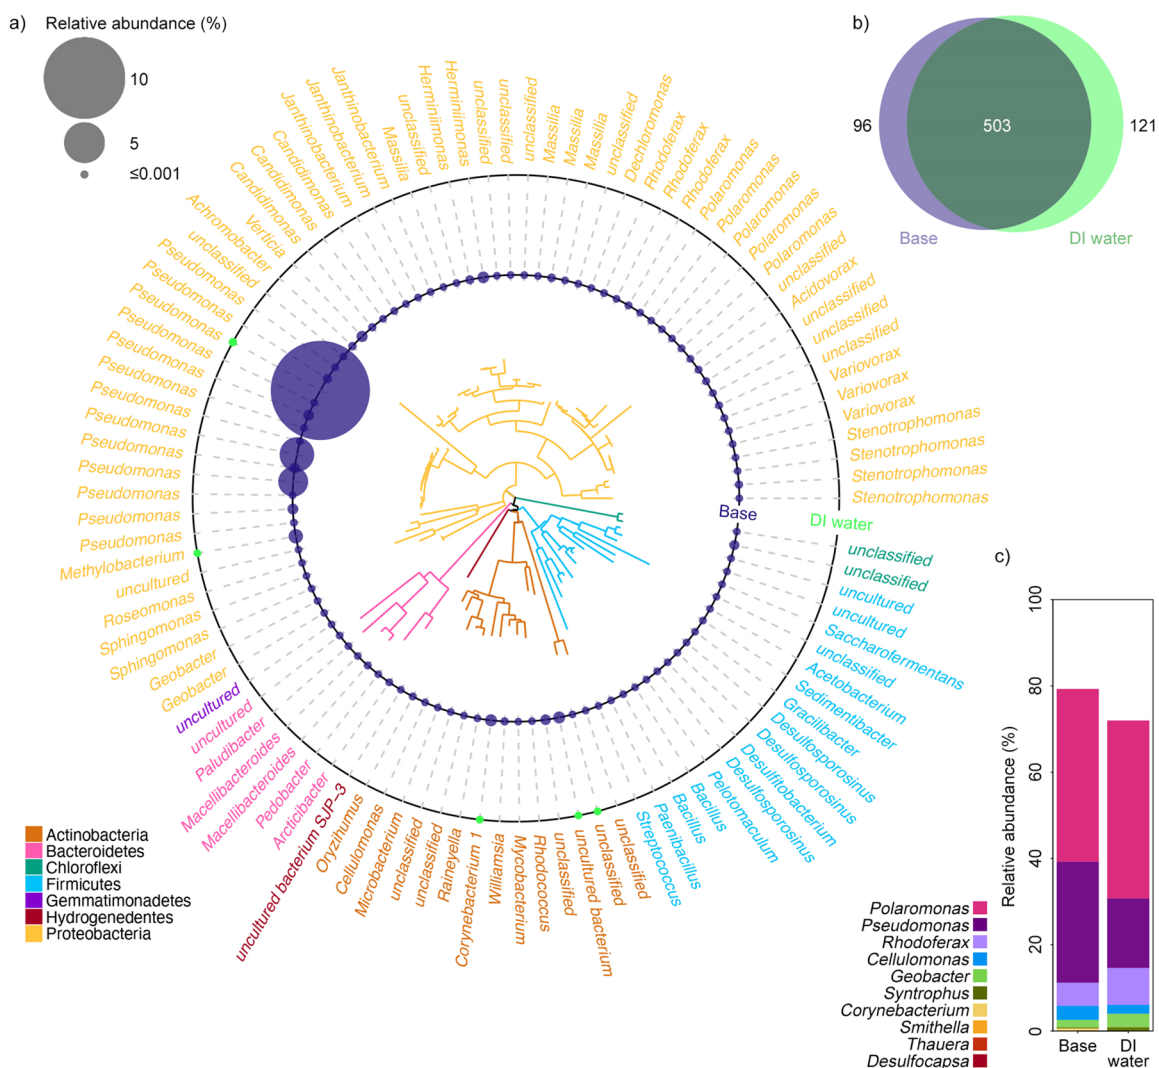 a)
Relative abundance (%)
10
5
≤0.001
b)
96
503
121
Base
DI water
Achromobacter
Verticia
Candidimonas
Candidimonas
Candidimonas
Janthinobacterium
Janthinobacterium
Janthinobacterium
Massilia
unclassified
Herminiimonas
Herminiimonas
unclassified
unclassified
unclassified
Massilia
Massilia
Massilia
unclassified
Dechloromonas
Rhodoferax
Rhodoferax
Rhodoferax
Polaromonas
Polaromonas
Polaromonas
Polaromonas
Polaromonas
unclassified
Acidovorax
unclassified
unclassified
unclassified
Variovorax
Variovorax
Variovorax
Stenotrophomonas
Stenotrophomonas
Stenotrophomonas
Stenotrophomonas
Base
DI water
unclassified
unclassified
uncultured
uncultured
Saccharofermentans
unclassified
Acetobacterium
Sedimentibacter
Gracilibacter
Desulfosporosinus
Desulfosporosinus
Desulfitobacterium
Desulfosporosinus
Pelotomaculum
Bacillus
Bacillus
Paenibacillus
Streptococcus
unclassified
unclassified
uncultured bacterium
unclassified
Rhodococcus
Mycobacterium
Williamsia
Corynebacterium 1
Raineyella
unclassified
unclassified
Microbacterium
Cellulomonas
Oryzihumus
uncultured bacterium SJP−3
Arcticibacter
Pedobacter
Macellibacteroides
Macellibacteroides
Paludibacter
uncultured
uncultured
Geobacter
Geobacter
Sphingomonas
Sphingomonas
Roseomonas
uncultured
Methylobacterium
Pseudomonas
Pseudomonas
Pseudomonas
Pseudomonas
Pseudomonas
Pseudomonas
Pseudomonas
Pseudomonas
Pseudomonas
Pseudomonas
Pseudomonas
Pseudomonas
unclassified
Actinobacteria
Bacteroidetes
Chloroflexi
Firmicutes
Gemmatimonadetes
Hydrogenedentes
Proteobacteria
c)
Relative abundance (%)
100
80
60
40
20
0
Base
DI
water
Polaromonas
Pseudomonas
Rhodoferax
Cellulomonas
Geobacter
Syntrophus
Corynebacterium
Smithella
Thauera
Desulfocapsa